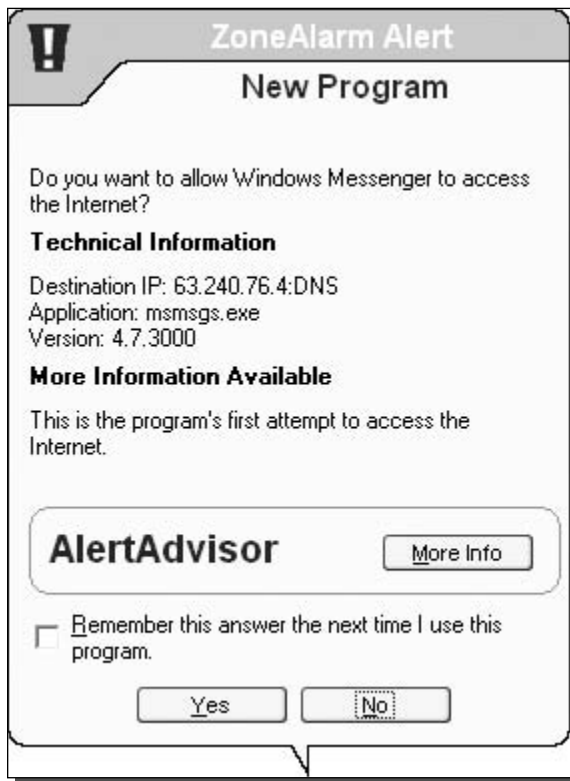 ZoneAlarm Alert
New Program
Do you want to allow Windows Messenger to access
the Internet?
Technical Information
Destination IP: 63.240.76.4:DNS
Application: msmsgs.exe
Version: 4.7.3000
More Information Available
This is the program's first attempt to access the
Internet.
AlertAdvisor
More Info
Remember this answer the next time I use this
program.
Yes
No